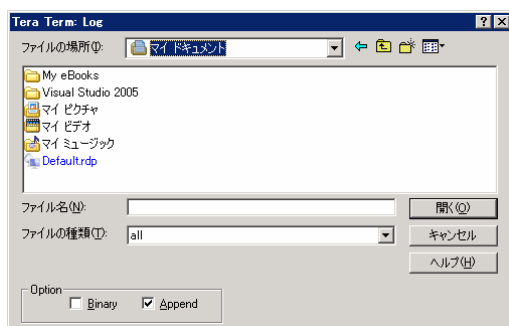 Tera Term: Log
ファイルの場所(I):
マイ ドキュメント
My eBooks
Visual Studio 2005
マイ ピクチャ
マイ ビデオ
マイ ミュージック
Default.rdp
ファイル名(N):
開く(O)
ファイルの種類(T):
all
キャンセル
ヘルプ(H)
Option
Binary
Append